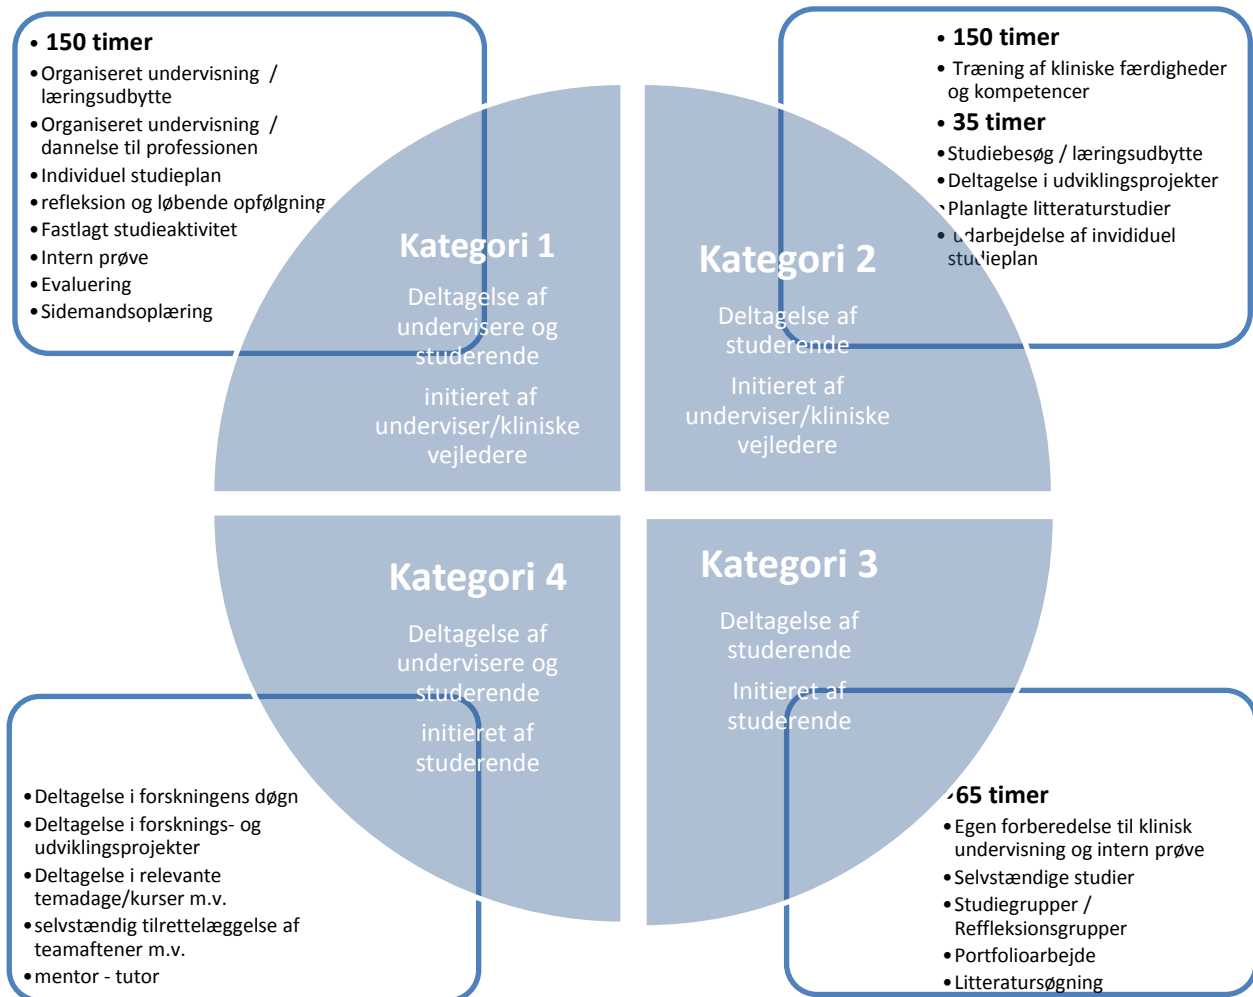 • 150 timer
•Organiseret undervisning /
læringsudbytte
•Organiseret undervisning /
dannelse til professionen
•Individuel studieplan
•refleksion og løbende opfølgning
•Fastlagt studieaktivitet
•Intern prøve
•Evaluering
•Sidemandsoplæring
Kategori 1
Deltagelse af
undervisere og
studerende
initieret af
underviser/kliniske
vejledere
• 150 timer
• Træning af kliniske færdigheder
og kompetencer
• 35 timer
•Studiebesøg / læringsudbytte
•Deltagelse i udviklingsprojekter
•Planlagte litteraturstudier
• udarbejdelse af invididuel
studieplan
Kategori 2
Deltagelse af
studerende
Initieret af
underviser/kliniske
vejledere
Kategori 4
Deltagelse af
undervisere og
studerende
initieret af
studerende
•Deltagelse i forskningens døgn
•Deltagelse i forsknings- og
udviklingsprojekter
•Deltagelse i relevante
temadage/kurser m.v.
•selvstændig tilrettelæggelse af
teamaftener m.v.
•mentor - tutor
Kategori 3
Deltagelse af
studerende
Initieret af
studerende
•65 timer
•Egen forberedelse til klinisk
undervisning og intern prøve
•Selvstændige studier
•Studiegrupper /
Reffleksionsgrupper
•Portfolioarbejde
•Litteratursøgning